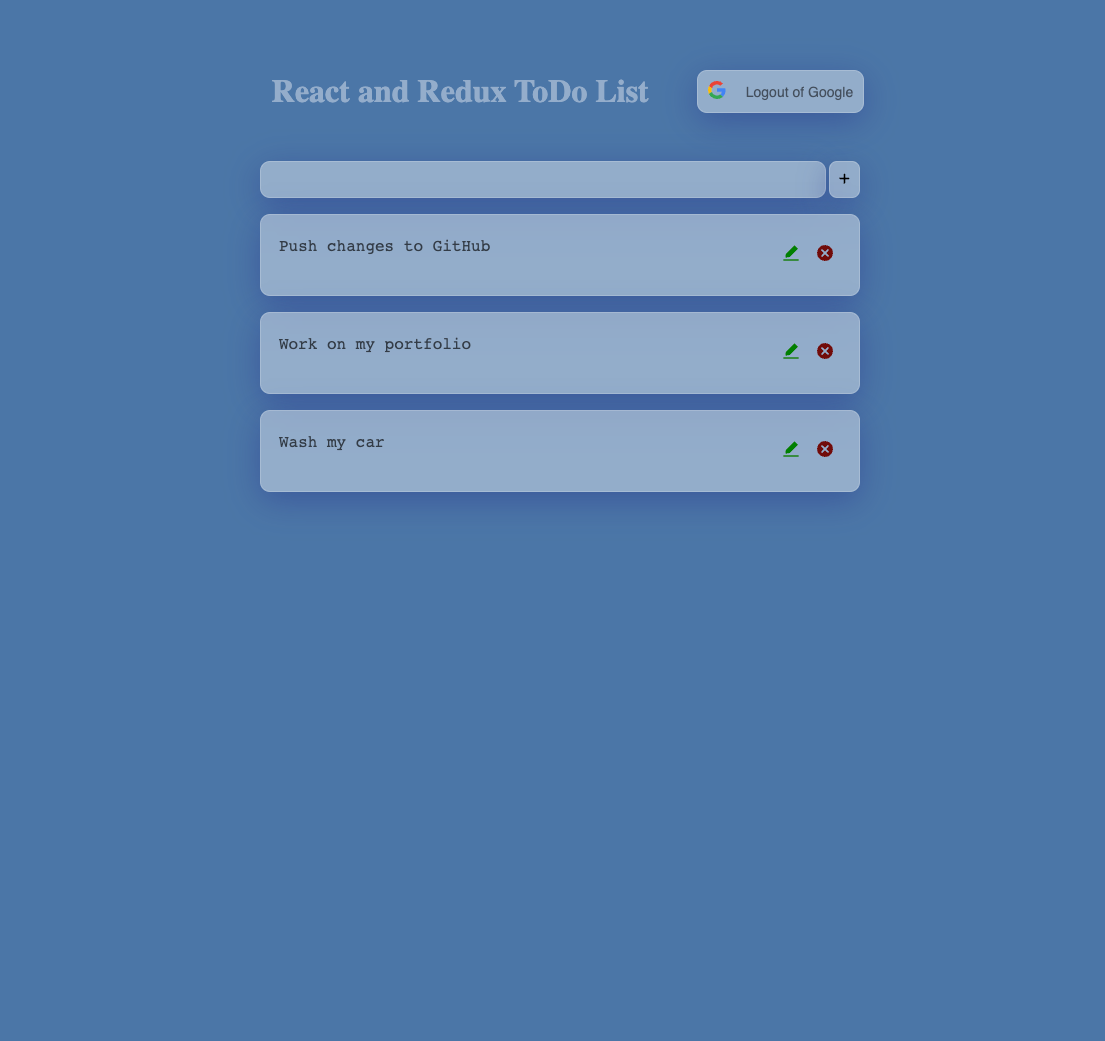 React and Redux ToDo List
Logout of Google
+
Push changes to GitHub
Work on my portfolio
Wash my car